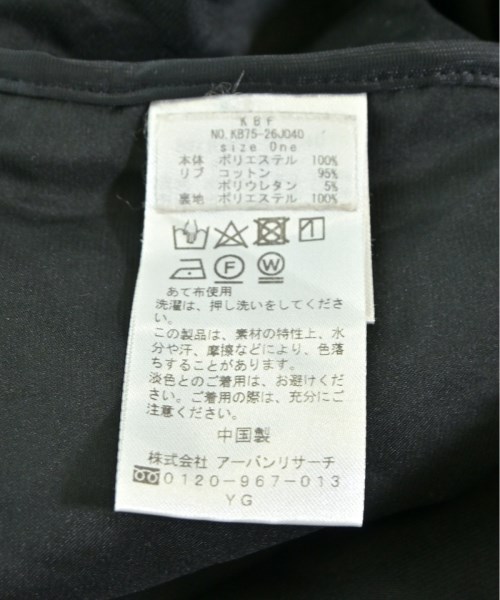 KBF
NO.KB75-26J040
size One
本体 ポリエステル 100%
リブ コットン 95%
ポリウレタン 5%
裏地 ポリエステル 100%
F W
あて布使用
洗濯は、押し洗いをしてくださ
い。
この製品は、素材の特性上、水
分や汗、摩擦などにより、色落
ちすることがあります。
淡色とのご着用は、お避けくだ
さい。ご着用の際は、充分にご
注意ください。
中国製
株式会社 アーバンリサーチ
0120-967-013
YG